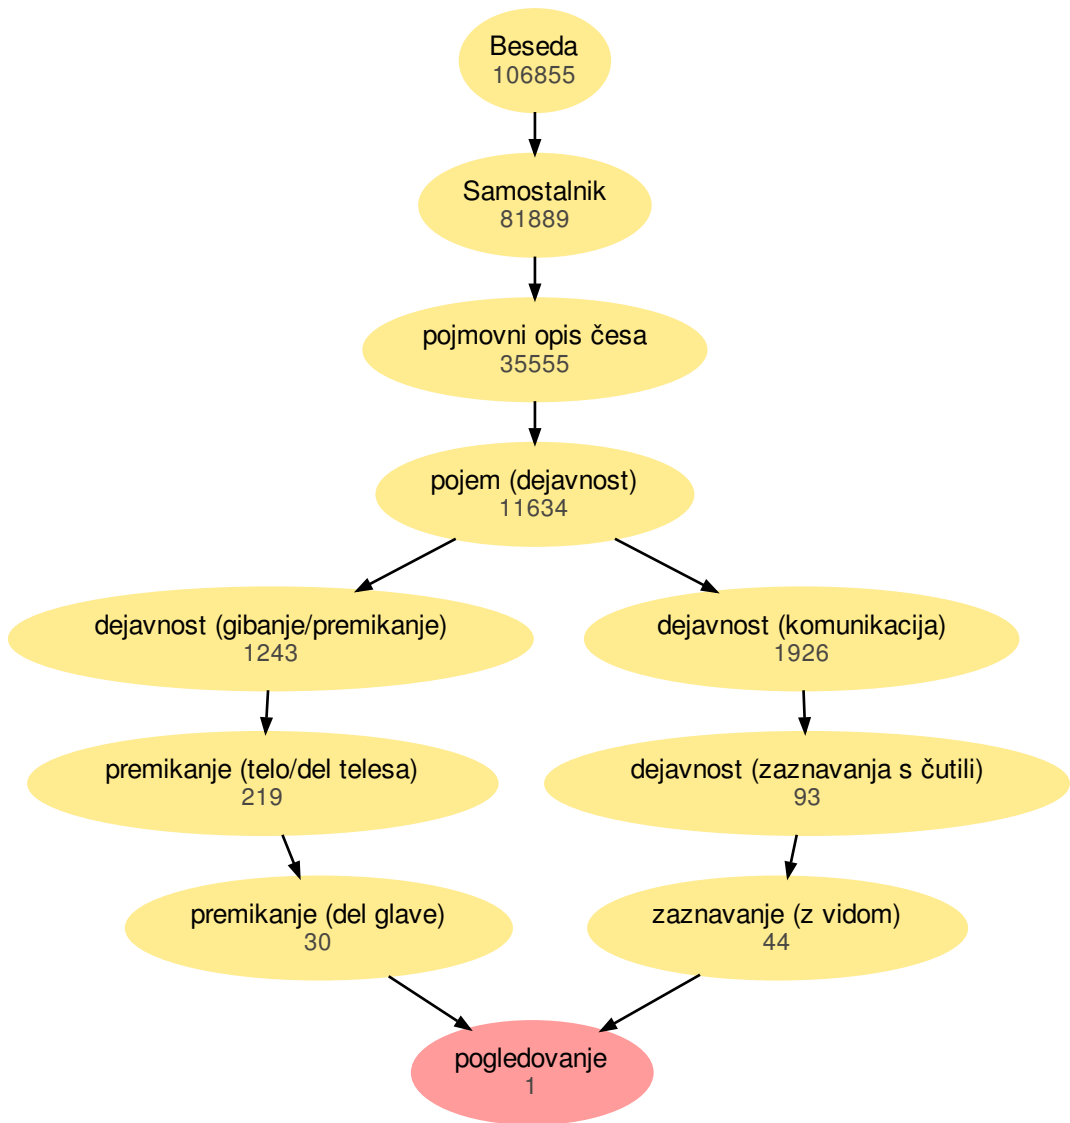 Beseda
106855
Samostalnik
81889
pojmovni opis česa
35555
pojem (dejavnost)
11634
dejavnost (gibanje/premikanje)
1243
dejavnost (komunikacija)
1926
premikanje (telo/del telesa)
219
dejavnost (zaznavanja s čutili)
93
premikanje (del glave)
30
zaznavanje (z vidom)
44
pogledovanje
1